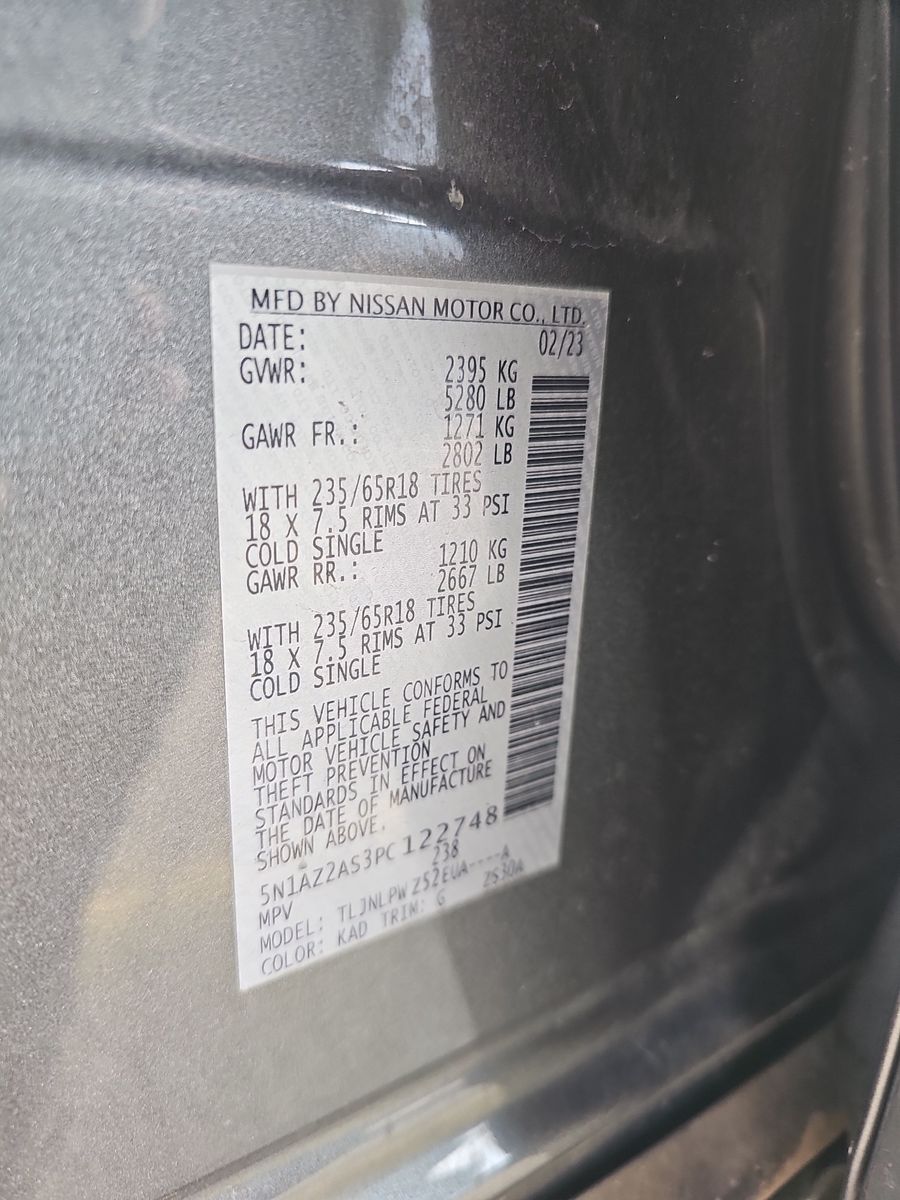 MFD BY NISSAN MOTOR CO., LTD.
DATE: 02/23
GVWR: 2395 KG
5280 LB
GAWR FR.: 1271 KG
2802 LB
WITH 235/65R18 TIRES
18 X 7.5 RIMS AT 33 PSI
COLD SINGLE
GAWR RR.: 1210 KG
2667 LB
WITH 235/65R18 TIRES
18 X 7.5 RIMS AT 33 PSI
COLD SINGLE
THIS VEHICLE CONFORMS TO
ALL APPLICABLE FEDERAL
MOTOR VEHICLE SAFETY AND
THEFT PREVENTION
STANDARDS IN EFFECT ON
THE DATE OF MANUFACTURE
SHOWN ABOVE.
5N1AZ2AS3PC122748
MPV 238
MODEL: TLJNLPW Z52EUA----A
COLOR: KAD TRIM: G ZS30A